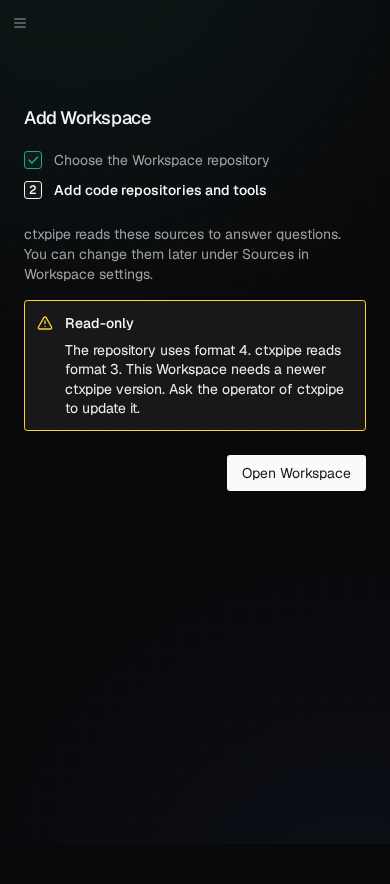 Add Workspace
Choose the Workspace repository
2 Add code repositories and tools
ctxpipe reads these sources to answer questions.
You can change them later under Sources in
Workspace settings.
Read-only
The repository uses format 4. ctxpipe reads
format 3. This Workspace needs a newer
ctxpipe version. Ask the operator of ctxpipe
to update it.
Open Workspace